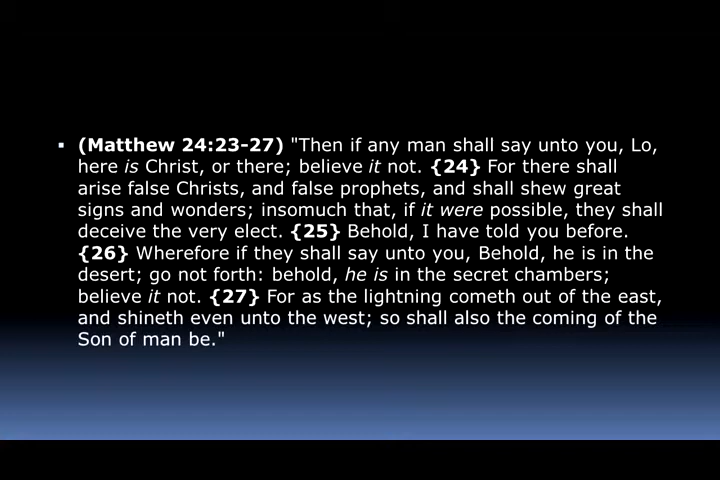 ▪ (Matthew 24:23-27) "Then if any man shall say unto you, Lo,
here is Christ, or there; believe it not. {24} For there shall
arise false Christs, and false prophets, and shall shew great
signs and wonders; insomuch that, if it were possible, they shall
deceive the very elect. {25} Behold, I have told you before.
{26} Wherefore if they shall say unto you, Behold, he is in the
desert; go not forth: behold, he is in the secret chambers;
believe it not. {27} For as the lightning cometh out of the east,
and shineth even unto the west; so shall also the coming of the
Son of man be."